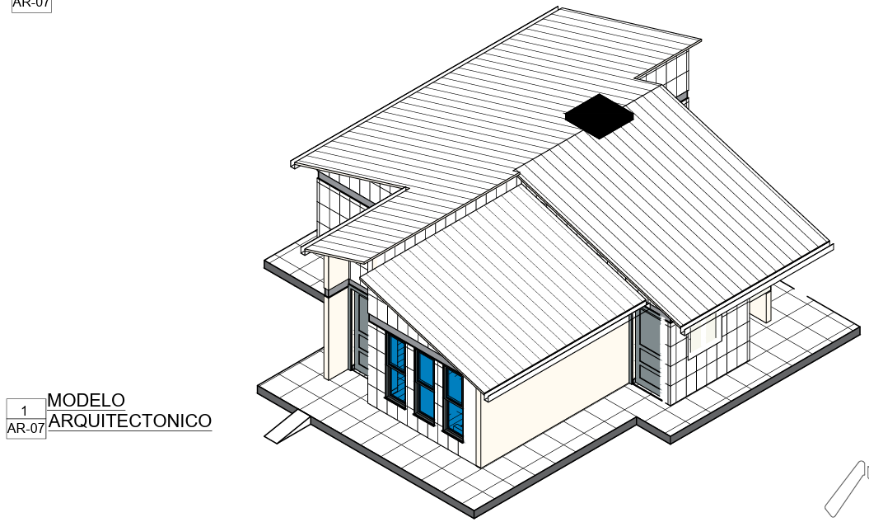 AR-07
1
MODELO
AR-07
ARQUITECTONICO